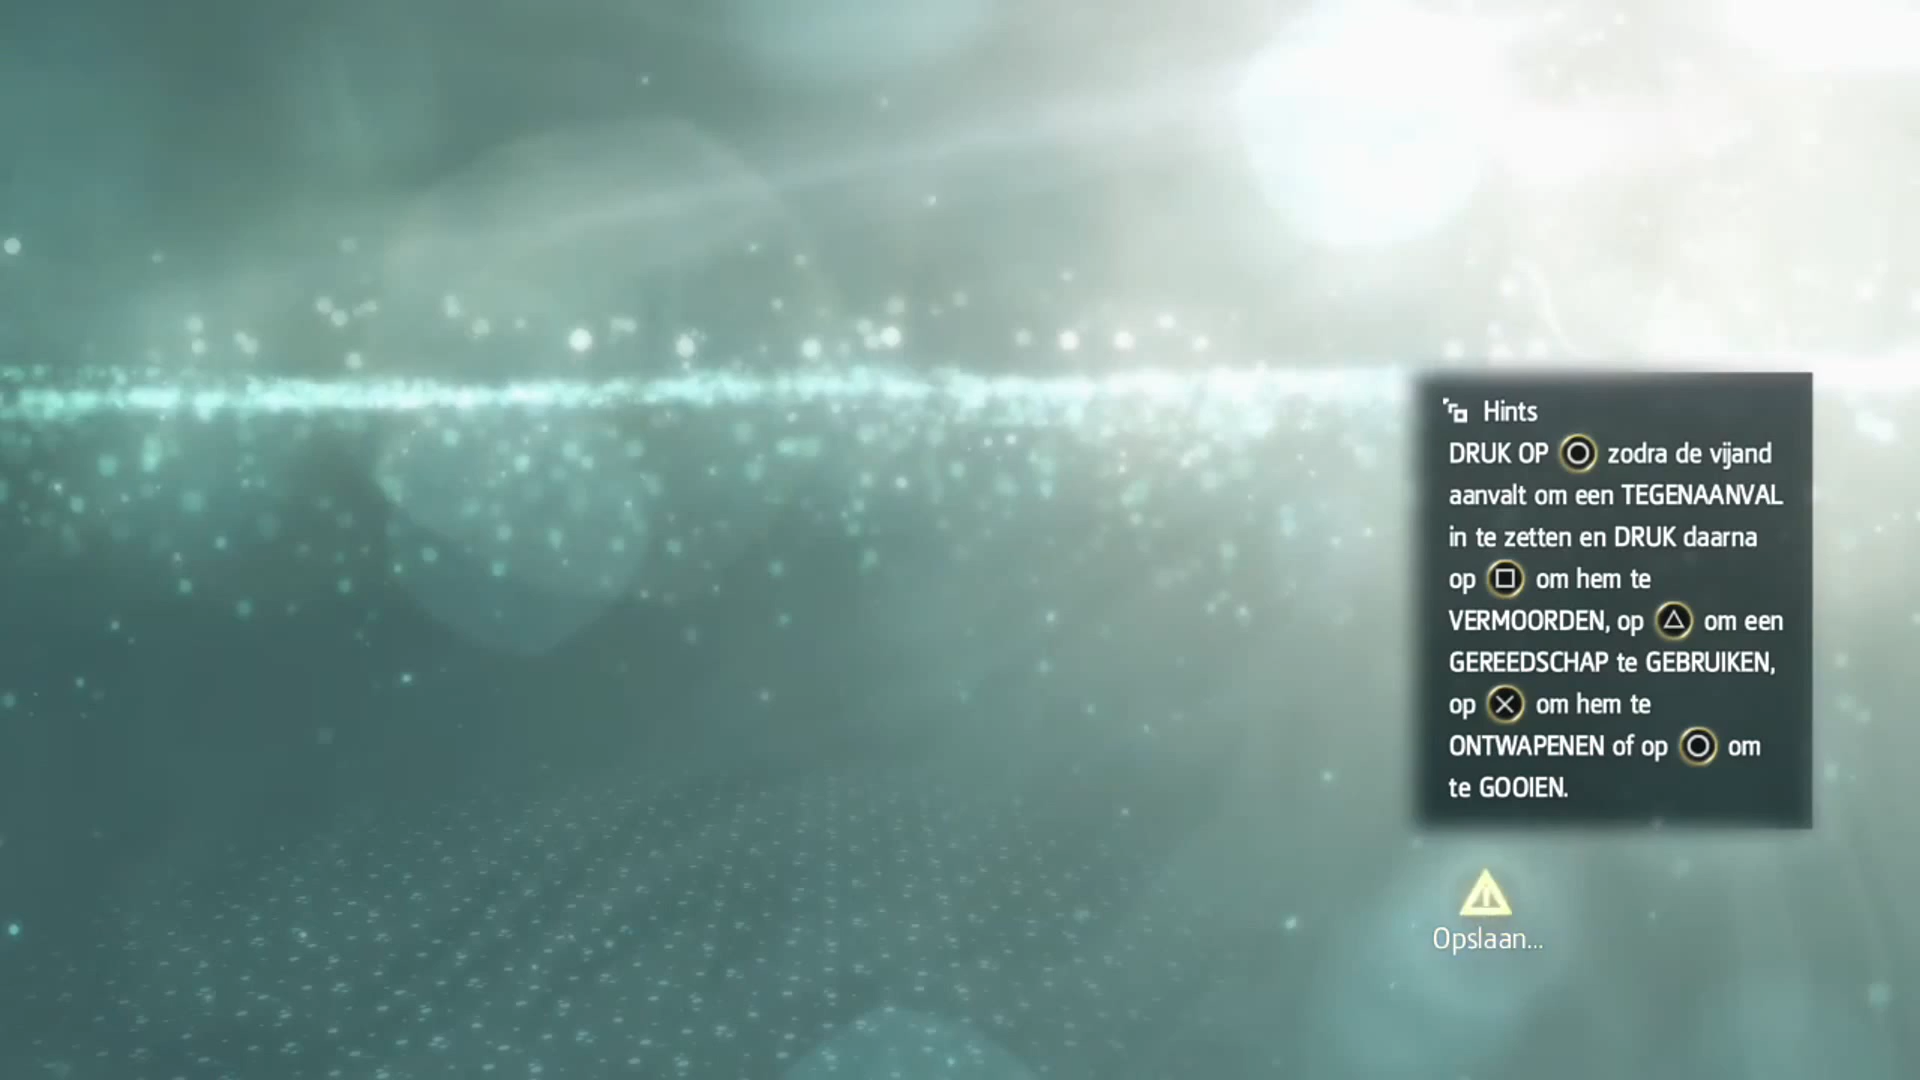 Hints
DRUK OP ◯ zodra de vijand
aanvalt om een TEGENAANVAL
in te zetten en DRUK daarna
op □ om hem te
VERMOORDEN, op △ om een
GEREEDSCHAP te GEBRUIKEN,
op ✕ om hem te
ONTWAPENEN of op ◯ om
te GOOIEN.
Opslaan...